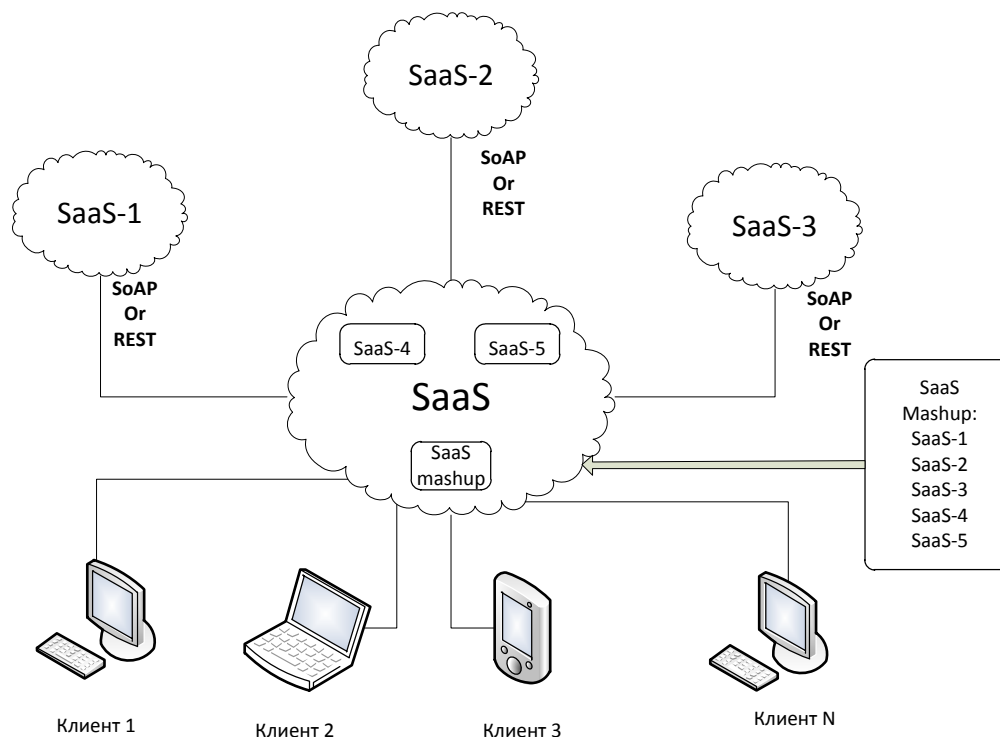 SaaS-2
SoAP
Or
REST
SaaS-1
SoAP
Or
REST
SaaS-3
SoAP
Or
REST
SaaS-4
SaaS-5
SaaS
SaaS
mashup
SaaS
Mashup:
SaaS-1
SaaS-2
SaaS-3
SaaS-4
SaaS-5
Клиент 1
Клиент 2
Клиент 3
Клиент N